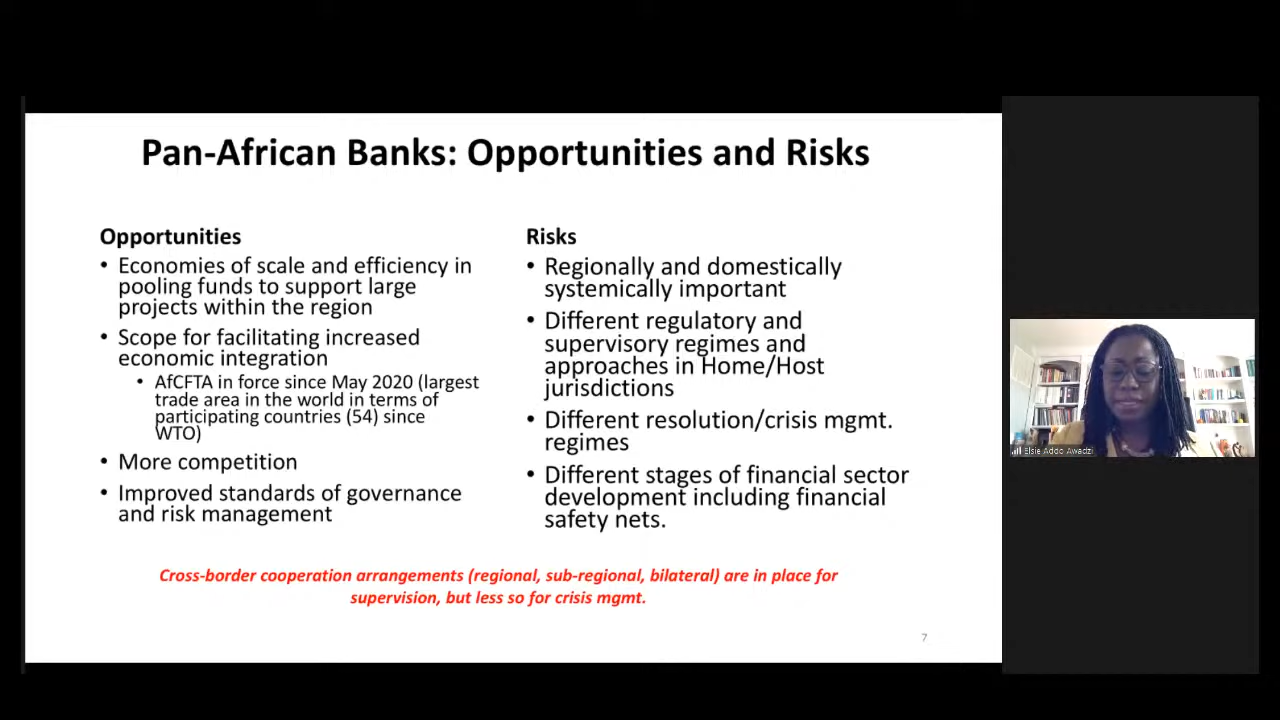 Pan-African Banks: Opportunities and Risks
Opportunities
• Economies of scale and efficiency in
pooling funds to support large
projects within the region
• Scope for facilitating increased
economic integration
• AfCFTA in force since May 2020 (largest
trade area in the world in terms of
participating countries (54) since
WTO)
• More competition
• Improved standards of governance
and risk management
Risks
• Regionally and domestically
systemically important
• Different regulatory and
supervisory regimes and
approaches in Home/Host
jurisdictions
• Different resolution/crisis mgmt.
regimes
• Different stages of financial sector
development including financial
safety nets.
Cross-border cooperation arrangements (regional, sub-regional, bilateral) are in place for
supervision, but less so for crisis mgmt.
7
Elsie Addo Awadzi